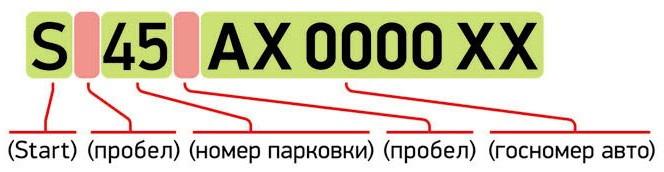 S 45 AX 0000 XX
(Start) (пробел) (номер парковки) (пробел) (госномер авто)